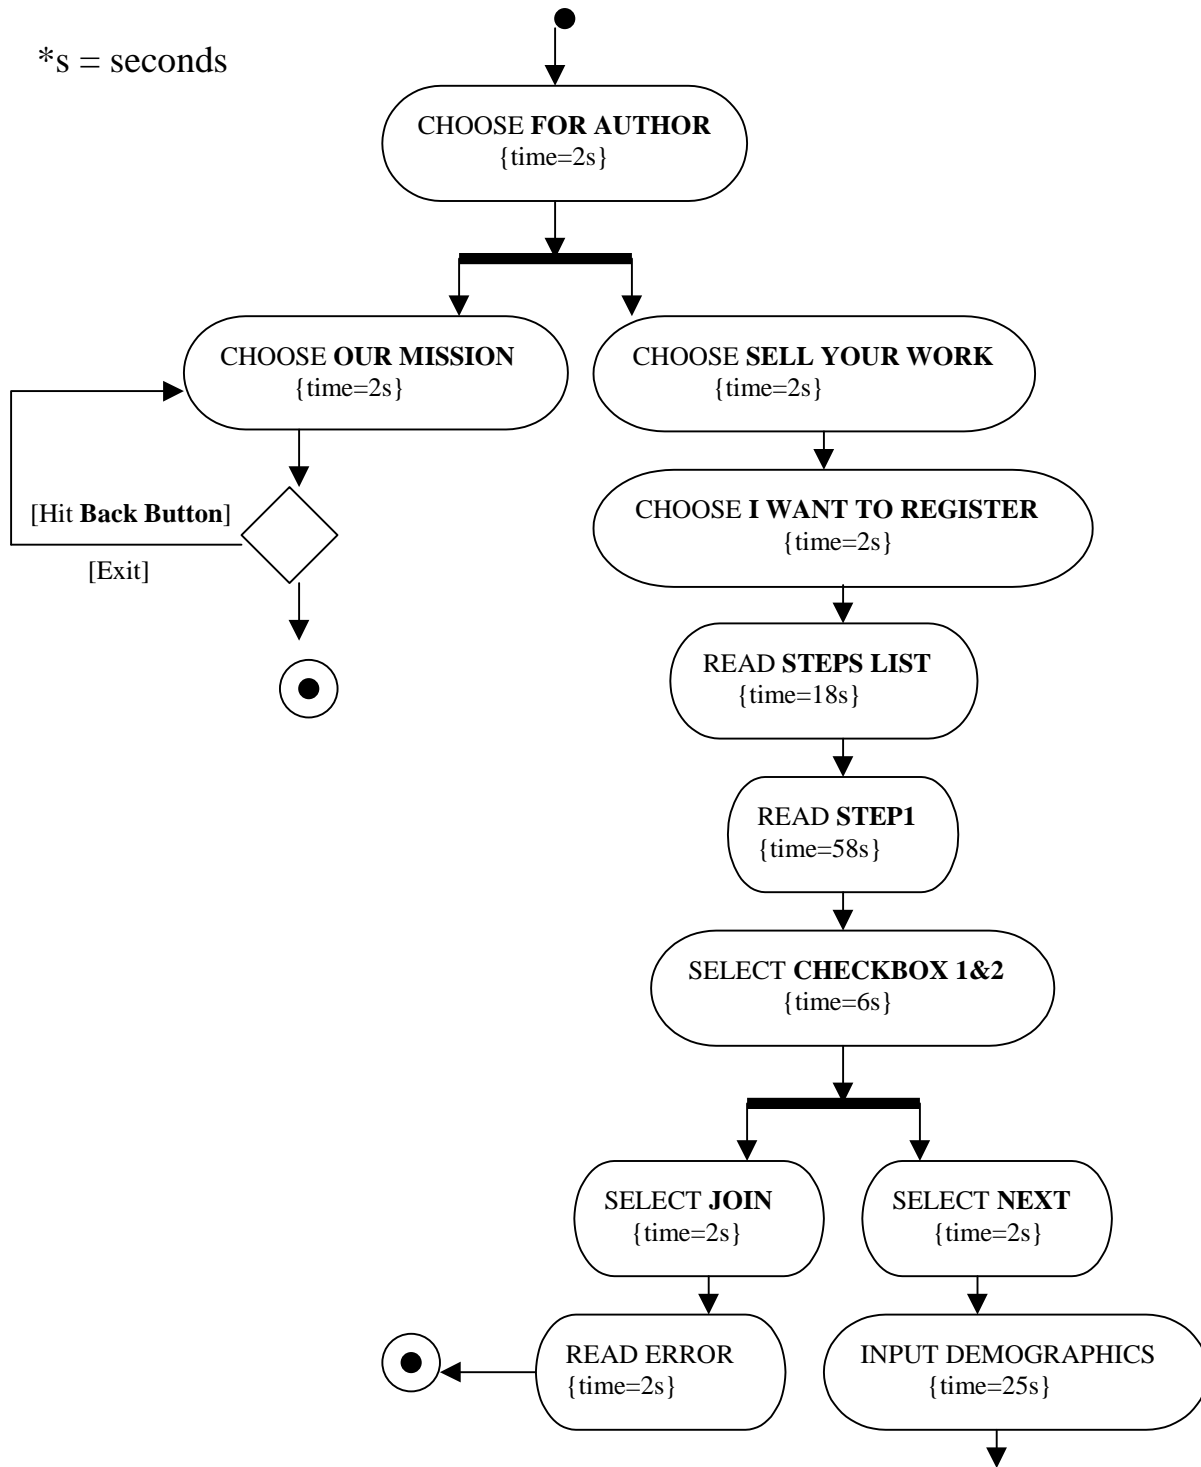 *s = seconds
CHOOSE FOR AUTHOR
{time=2s}
CHOOSE OUR MISSION
{time=2s}
CHOOSE SELL YOUR WORK
{time=2s}
[Hit Back Button]
[Exit]
CHOOSE I WANT TO REGISTER
{time=2s}
READ STEPS LIST
{time=18s}
READ STEP1
{time=58s}
SELECT CHECKBOX 1&2
{time=6s}
SELECT JOIN
{time=2s}
SELECT NEXT
{time=2s}
READ ERROR
{time=2s}
INPUT DEMOGRAPHICS
{time=25s}